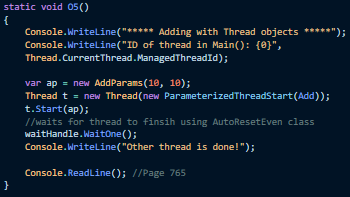 static void O5()
{
Console.WriteLine("***** Adding with Thread objects *****");
Console.WriteLine("ID of thread in Main(): {0}",
Thread.CurrentThread.ManagedThreadId);
var ap = new AddParams(10, 10);
Thread t = new Thread(new ParameterizedThreadStart(Add));
t.Start(ap);
//waits for thread to finsih using AutoResetEven class
waitHandle.WaitOne();
Console.WriteLine("Other thread is done!");
Console.ReadLine(); //Page 765
}